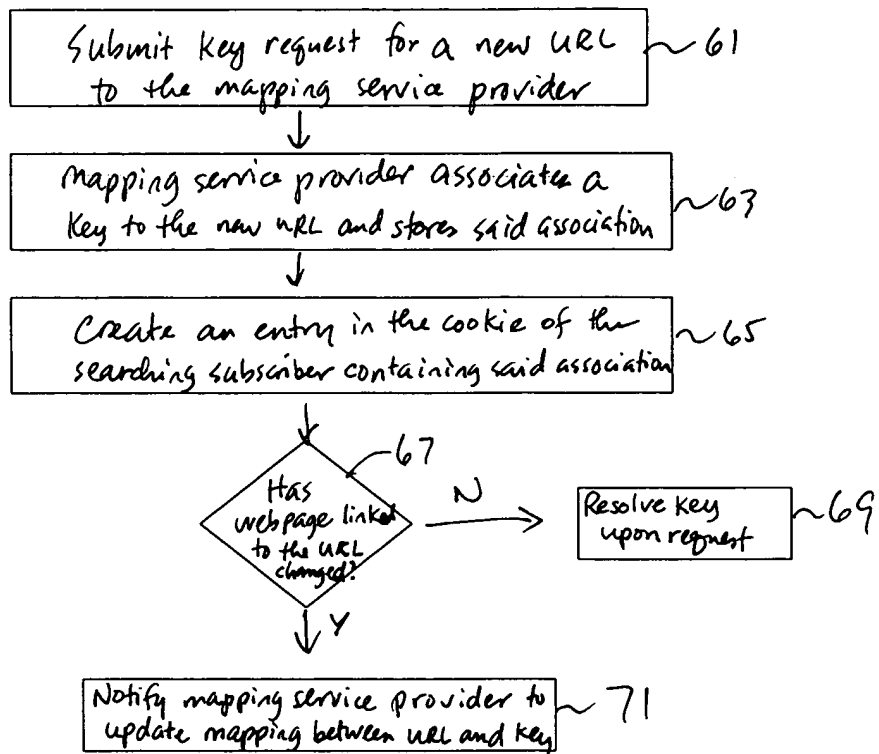 Submit key request for a new URL
to the mapping service provider
61
Mapping service provider associates a
key to the new URL and stores said association
63
Create an entry in the cookie of the
searching subscriber containing said association
65
67
Has
webpage linked
to the URL
changed?
N
Resolve key
upon request
69
Y
Notify mapping service provider to
update mapping between URL and key
71